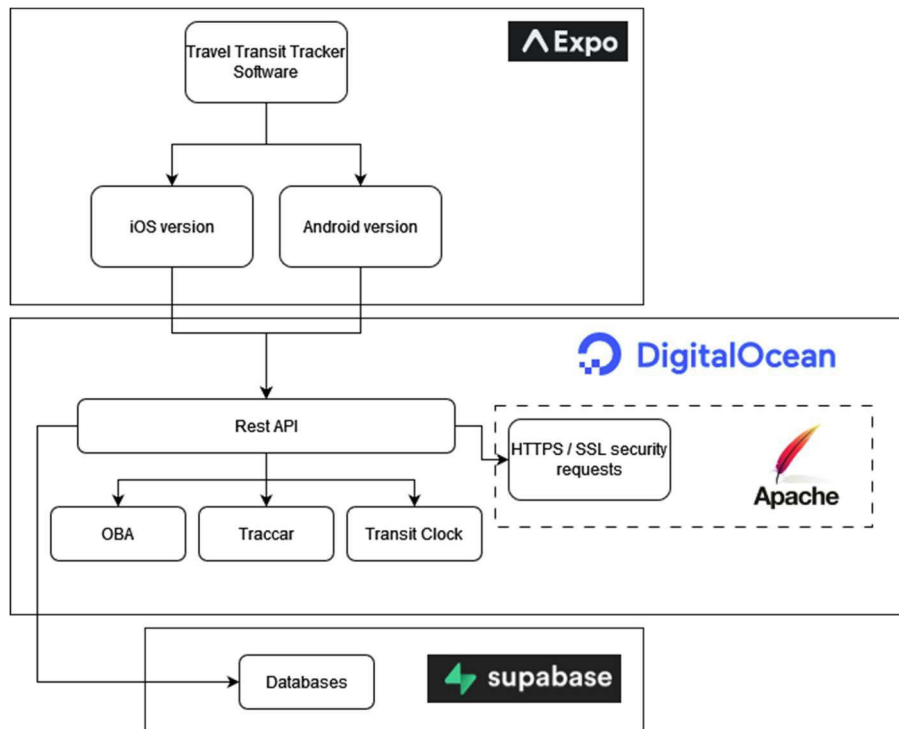 Expo
Travel Transit Tracker
Software
iOS version
Android version
DigitalOcean
Rest API
HTTPS / SSL security
requests
Apache
OBA
Traccar
Transit Clock
Databases
supabase